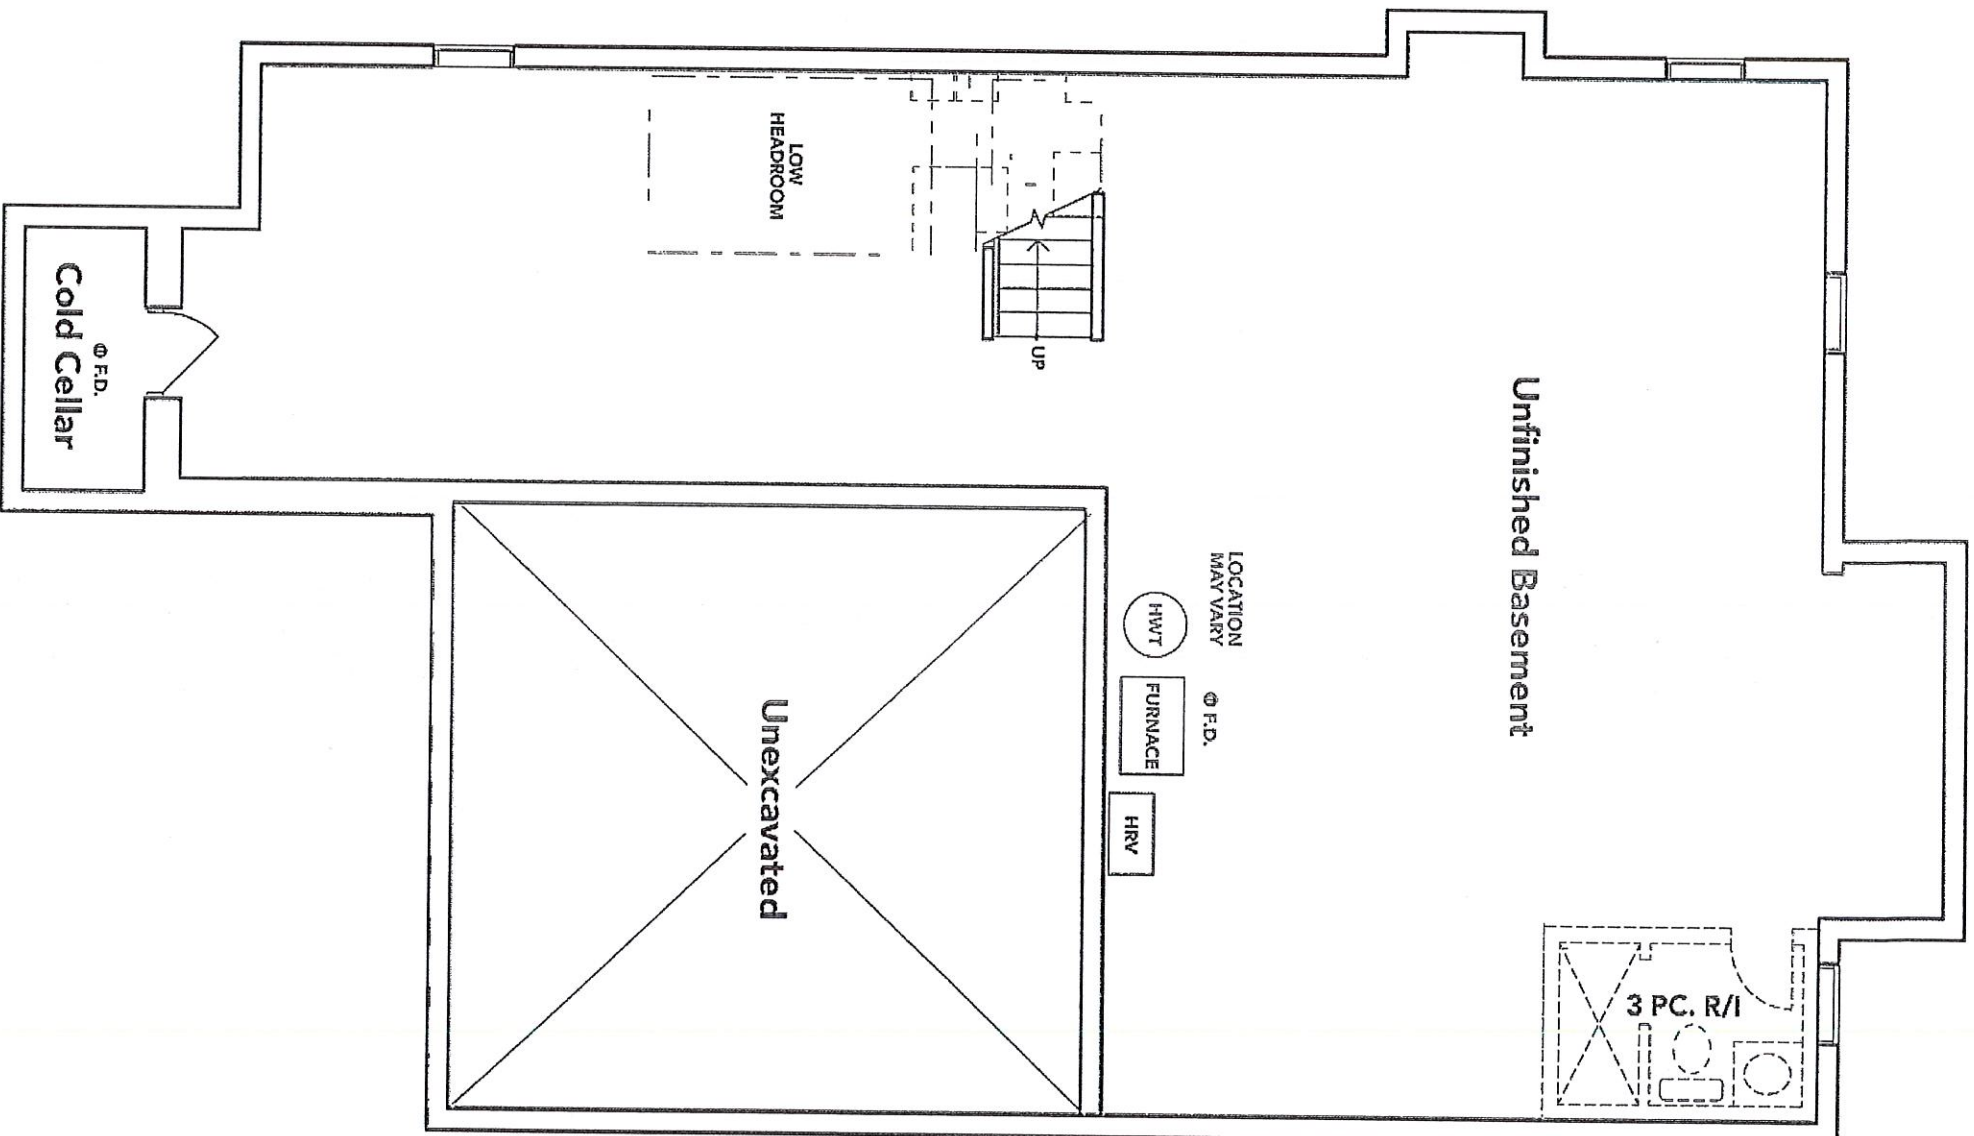 Unfinished Basement
3 PC. R/I
LOCATION
MAY VARY
Φ F.D.
HWT
FURNACE
HRV
UP
LOW
HEADROOM
Unexcavated
Φ F.D.
Cold Cellar